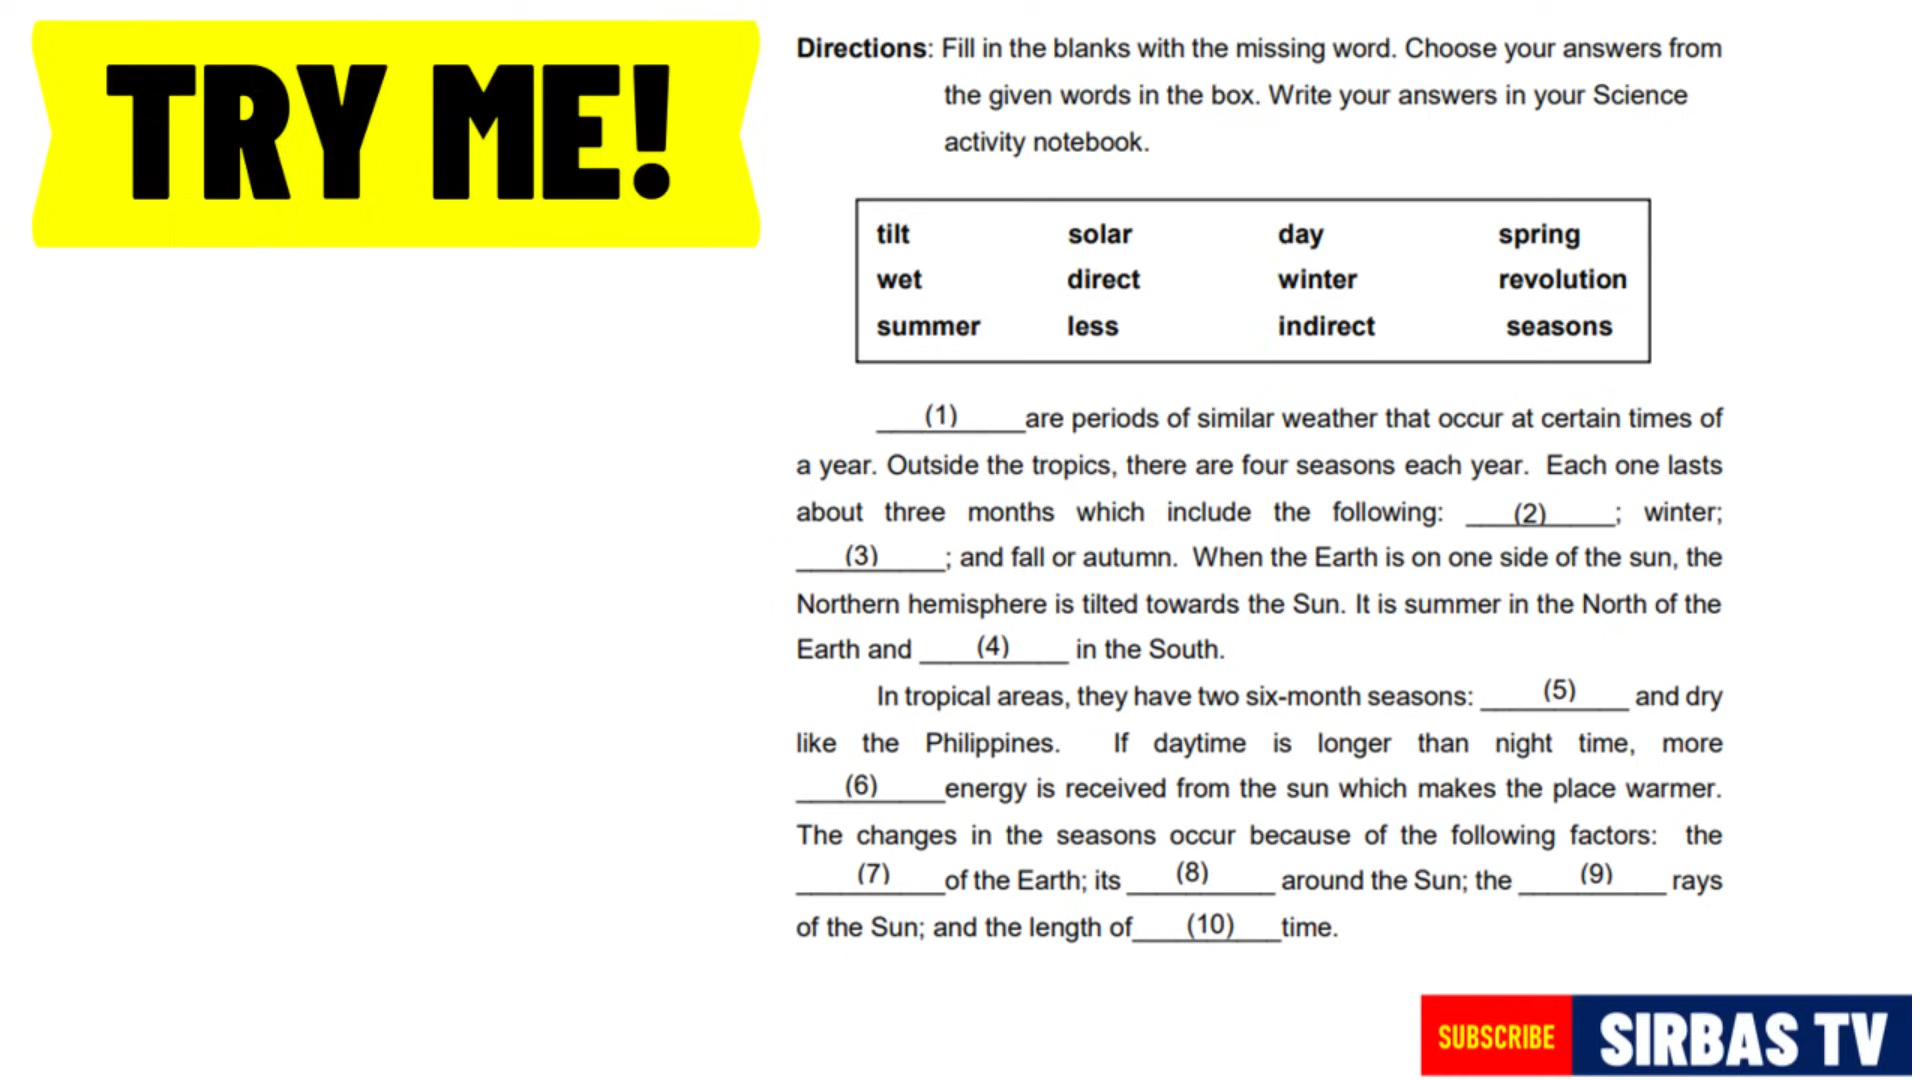 TRY ME!
Directions: Fill in the blanks with the missing word. Choose your answers from
the given words in the box. Write your answers in your Science
activity notebook.
tilt solar day spring
wet direct winter revolution
summer less indirect seasons
(1) are periods of similar weather that occur at certain times of
a year. Outside the tropics, there are four seasons each year. Each one lasts
about three months which include the following: (2) ; winter;
(3) ; and fall or autumn. When the Earth is on one side of the sun, the
Northern hemisphere is tilted towards the Sun. It is summer in the North of the
Earth and (4) in the South.
In tropical areas, they have two six-month seasons: (5) and dry
like the Philippines. If daytime is longer than night time, more
(6) energy is received from the sun which makes the place warmer.
The changes in the seasons occur because of the following factors: the
(7) of the Earth; its (8) around the Sun; the (9) rays
of the Sun; and the length of (10) time.
SUBSCRIBE SIRBAS TV